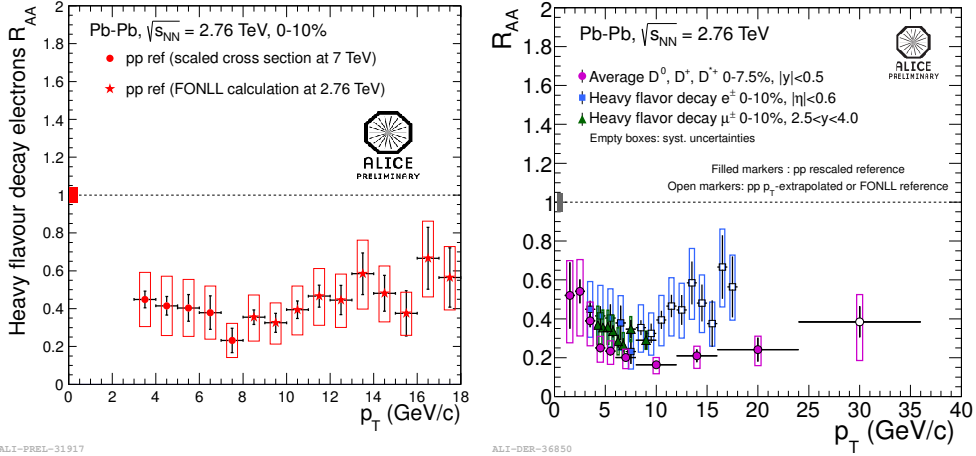 Heavy flavour decay electrons R_AA
2
1.8
1.6
1.4
1.2
1
0.8
0.6
0.4
0.2
0
Pb-Pb, √s_NN = 2.76 TeV, 0-10%
pp ref (scaled cross section at 7 TeV)
pp ref (FONLL calculation at 2.76 TeV)
ALICE
PRELIMINARY
0 2 4 6 8 10 12 14 16 18
p_T (GeV/c)
ALI-PREL-31917
R_AA
2
1.8
1.6
1.4
1.2
1
0.8
0.6
0.4
0.2
0
Pb-Pb, √s_NN = 2.76 TeV
ALICE
PRELIMINARY
Average D⁰, D⁺, D*⁺ 0-7.5%, |y|<0.5
Heavy flavor decay e± 0-10%, |η|<0.6
Heavy flavor decay μ± 0-10%, 2.5<y<4.0
Empty boxes: syst. uncertainties
Filled markers : pp rescaled reference
Open markers: pp p_T-extrapolated or FONLL reference
0 5 10 15 20 25 30 35 40
p_T (GeV/c)
ALI-DER-36850